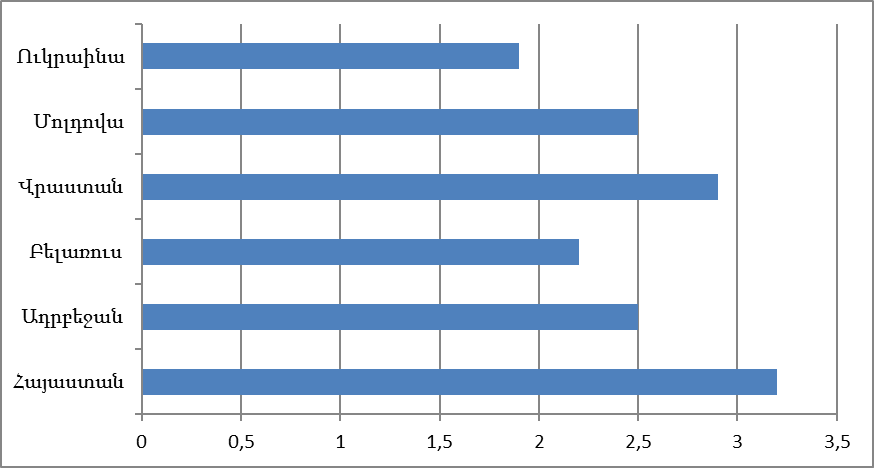 Ուկրաինա
Մոլդովա
Վրաստան
Բելառուս
Ադրբեջան
Հայաստան
0 0,5 1 1,5 2 2,5 3 3,5